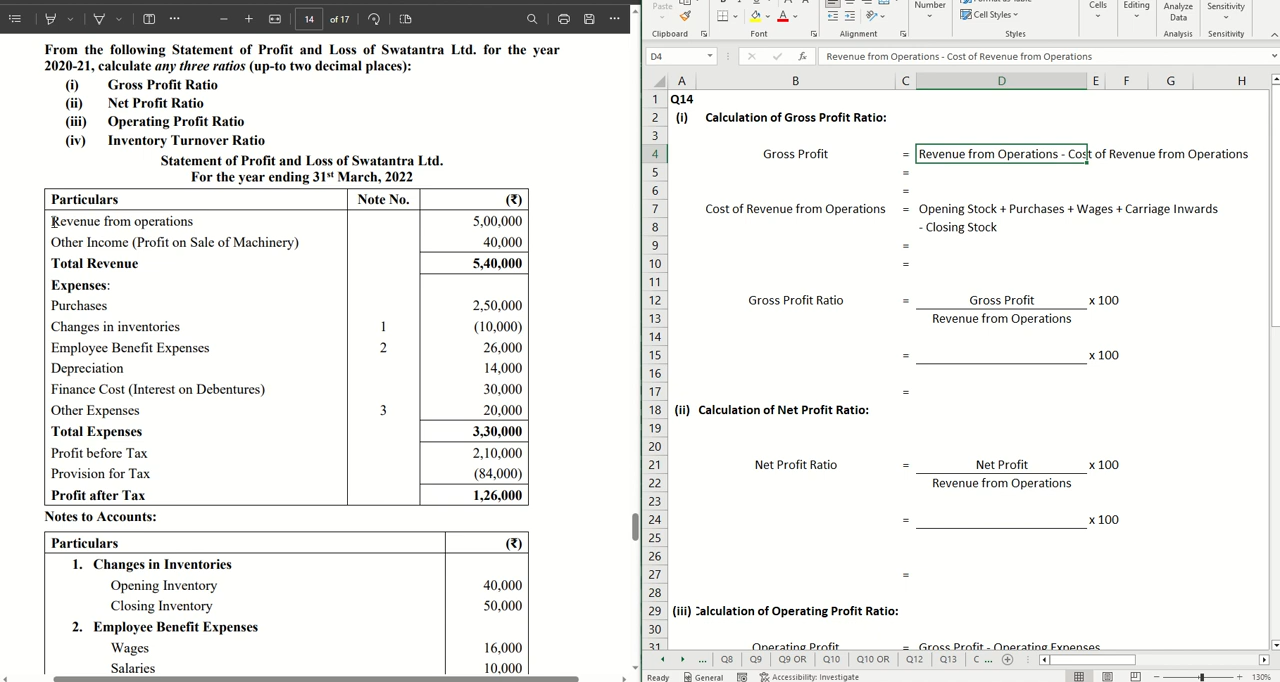 14 of 17
From the following Statement of Profit and Loss of Swatantra Ltd. for the year
2020-21, calculate any three ratios (up-to two decimal places):
(i) Gross Profit Ratio
(ii) Net Profit Ratio
(iii) Operating Profit Ratio
(iv) Inventory Turnover Ratio
Statement of Profit and Loss of Swatantra Ltd.
For the year ending 31st March, 2022
Particulars Note No. (₹)
Revenue from operations 5,00,000
Other Income (Profit on Sale of Machinery) 40,000
Total Revenue 5,40,000
Expenses:
Purchases 2,50,000
Changes in inventories 1 (10,000)
Employee Benefit Expenses 2 26,000
Depreciation 14,000
Finance Cost (Interest on Debentures) 30,000
Other Expenses 3 20,000
Total Expenses 3,30,000
Profit before Tax 2,10,000
Provision for Tax (84,000)
Profit after Tax 1,26,000
Notes to Accounts:
Particulars (₹)
1. Changes in Inventories
Opening Inventory 40,000
Closing Inventory 50,000
2. Employee Benefit Expenses
Wages 16,000
Salaries 10,000
Paste Number Cell Styles Cells Editing Analyze Data Sensitivity
Clipboard Font Alignment Styles Analysis Sensitivity
D4 fx Revenue from Operations - Cost of Revenue from Operations
A B C D E F G H
1 Q14
2 (i) Calculation of Gross Profit Ratio:
3
4 Gross Profit = Revenue from Operations - Cost of Revenue from Operations
5 =
6 =
7 Cost of Revenue from Operations = Opening Stock + Purchases + Wages + Carriage Inwards
8 - Closing Stock
9 =
10 =
11
12 Gross Profit Ratio = Gross Profit x 100
13 Revenue from Operations
14
15 = x 100
16
17 =
18 (ii) Calculation of Net Profit Ratio:
19
20
21 Net Profit Ratio = Net Profit x 100
22 Revenue from Operations
23
24 = x 100
25
26
27 =
28
29 (iii) Calculation of Operating Profit Ratio:
30
31 Operating Profit = Gross Profit - Operating Expenses
... Q8 Q9 Q9 OR Q10 Q10 OR Q12 Q13 C ...
Ready General Accessibility: Investigate 130%